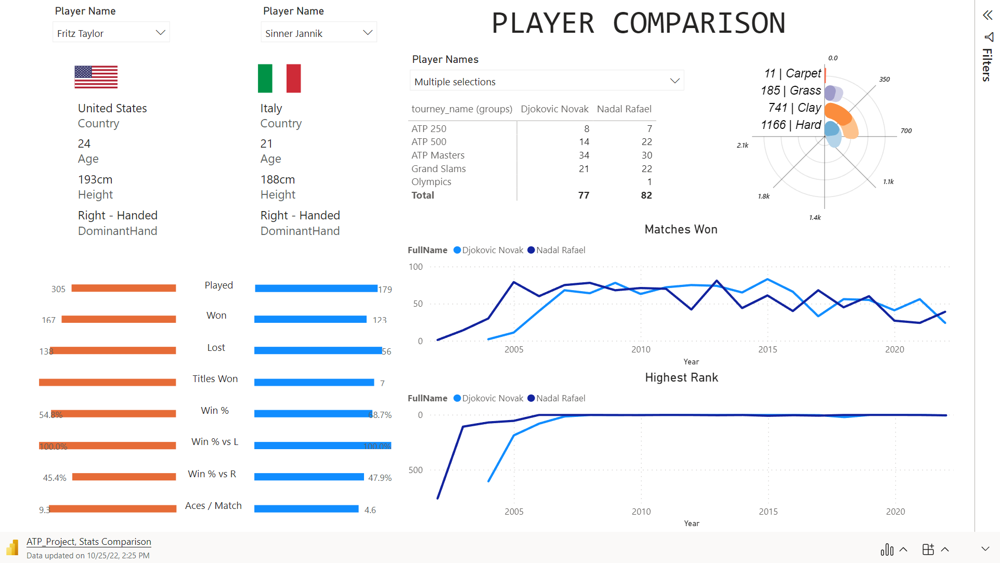 Player Name
Fritz Taylor
Player Name
Sinner Jannik
PLAYER COMPARISON
United States
Country
24
Age
193cm
Height
Right - Handed
DominantHand
Italy
Country
21
Age
188cm
Height
Right - Handed
DominantHand
305 Played 179
167 Won 123
138 Lost 56
Titles Won 7
54.8% Win % 68.7%
100.0% Win % vs L 100.0%
45.4% Win % vs R 47.9%
9.3 Aces / Match 4.6
Player Names
Multiple selections
tourney_name (groups) Djokovic Novak Nadal Rafael
ATP 250 8 7
ATP 500 14 22
ATP Masters 34 30
Grand Slams 21 22
Olympics 1
Total 77 82
0.0
11 | Carpet
350
185 | Grass
741 | Clay
1166 | Hard
700
2.1k
1.1k
1.8k
1.4k
Matches Won
FullName Djokovic Novak Nadal Rafael
100
50
0
2005 2010 2015 2020
Year
Highest Rank
FullName Djokovic Novak Nadal Rafael
0
500
2005 2010 2015 2020
Year
Filters
ATP_Project, Stats Comparison
Data updated on 10/25/22, 2:25 PM